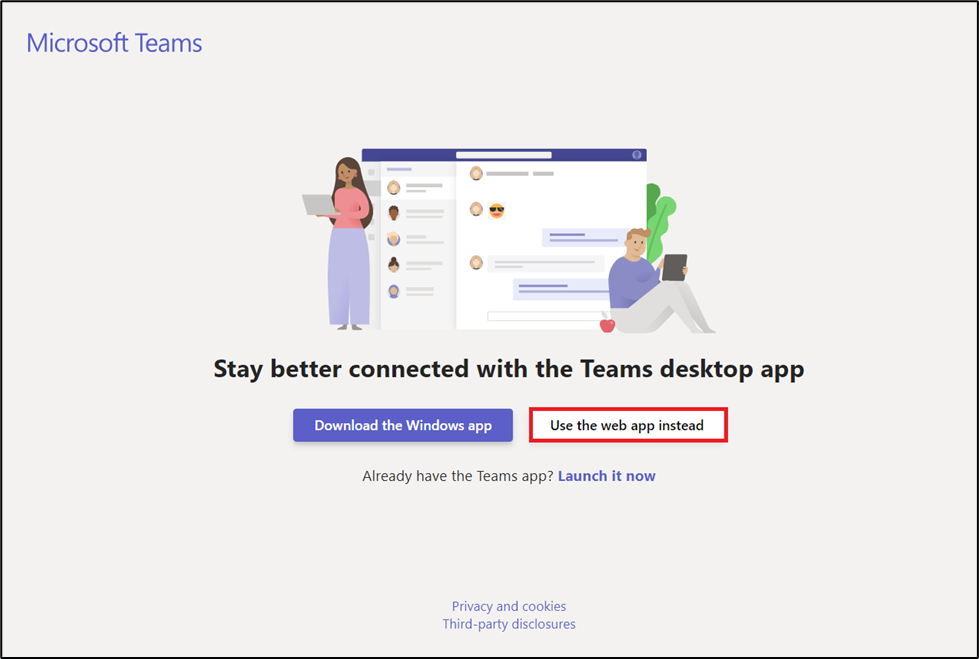 Microsoft Teams
Stay better connected with the Teams desktop app
Download the Windows app
Use the web app instead
Already have the Teams app? Launch it now
Privacy and cookies
Third-party disclosures